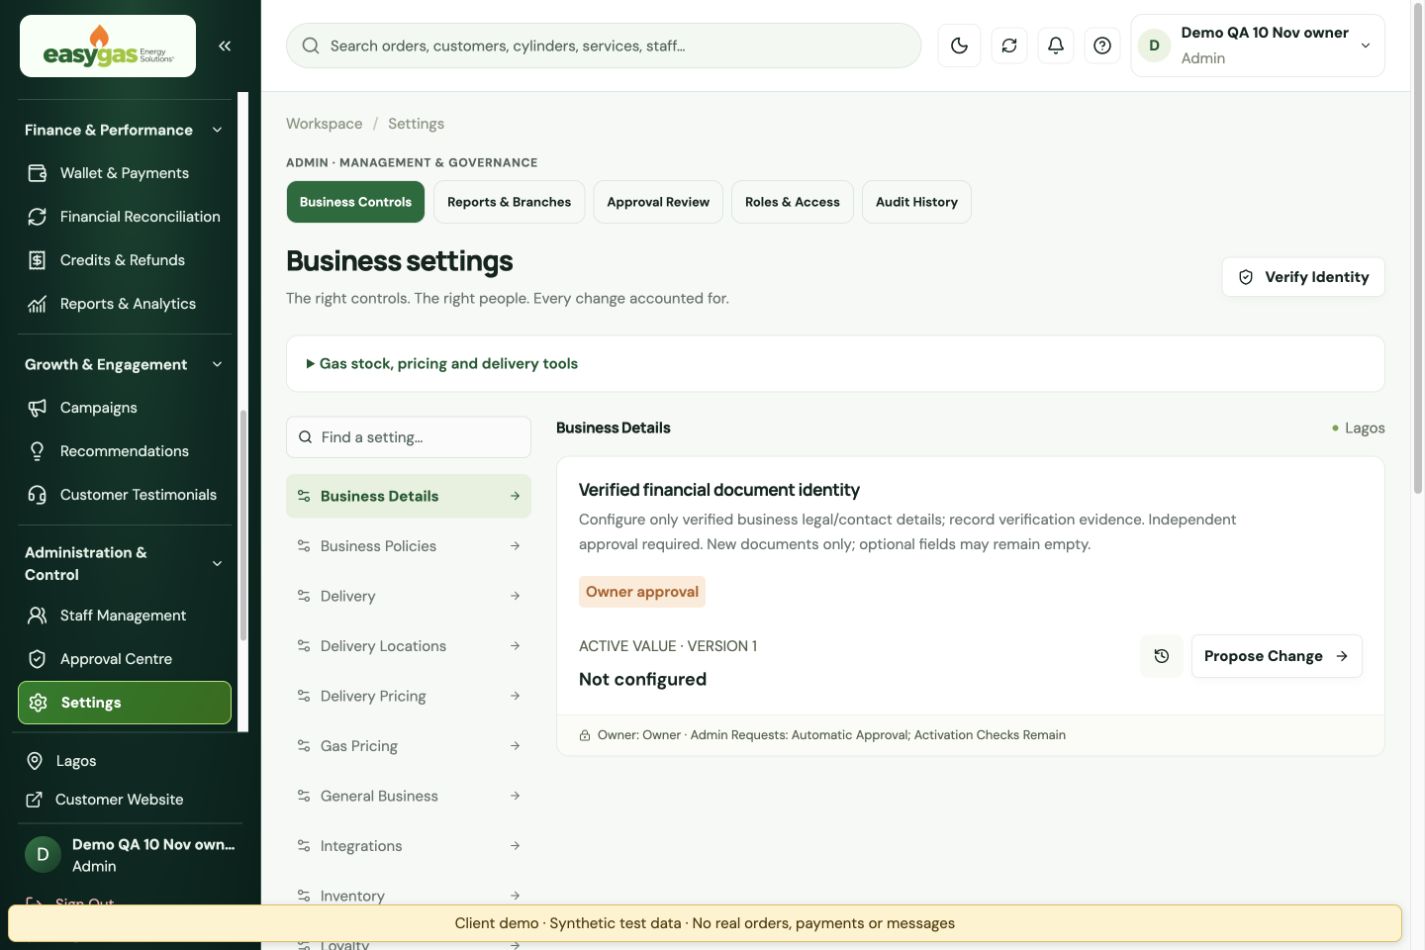 easygas Energy Solutions
Search orders, customers, cylinders, services, staff...
D
Demo QA 10 Nov owner
Admin
Finance & Performance
Wallet & Payments
Financial Reconciliation
Credits & Refunds
Reports & Analytics
Growth & Engagement
Campaigns
Recommendations
Customer Testimonials
Administration &
Control
Staff Management
Approval Centre
Settings
Lagos
Customer Website
D
Demo QA 10 Nov own...
Admin
Sign Out
Workspace / Settings
ADMIN · MANAGEMENT & GOVERNANCE
Business Controls
Reports & Branches
Approval Review
Roles & Access
Audit History
Business settings
The right controls. The right people. Every change accounted for.
Verify Identity
Gas stock, pricing and delivery tools
Find a setting...
Business Details
Business Policies
Delivery
Delivery Locations
Delivery Pricing
Gas Pricing
General Business
Integrations
Inventory
Loyalty
Business Details
Lagos
Verified financial document identity
Configure only verified business legal/contact details; record verification evidence. Independent
approval required. New documents only; optional fields may remain empty.
Owner approval
ACTIVE VALUE · VERSION 1
Not configured
Propose Change
Owner: Owner · Admin Requests: Automatic Approval; Activation Checks Remain
Client demo · Synthetic test data · No real orders, payments or messages